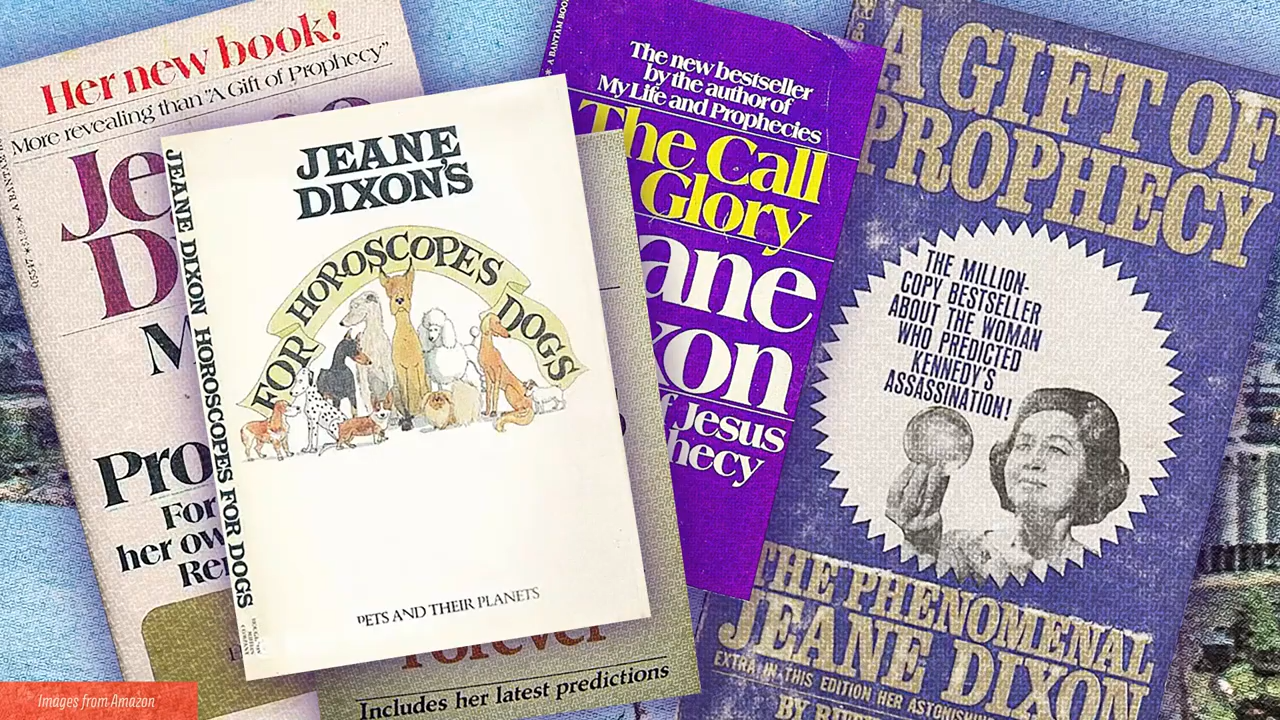 Her new book!
More revealing than "A Gift of Prophecy"
Je
D
M
Pro
For
her ow
Re
JEANE DIXON HOROSCOPES FOR DOGS
JEANE
DIXON'S
HOROSCOPES
FOR DOGS
PETS AND THEIR PLANETS
Forever
Includes her latest predictions
A BANTAM BOO
The new bestseller
by the author of
My Life and Prophecies
The Call
Glory
ane
xon
f Jesus
hecy
A GIFT OF
PROPHECY
THE MILLION-
COPY BESTSELLER
ABOUT THE WOMAN
WHO PREDICTED
KENNEDY'S
ASSASSINATION!
THE PHENOMENAL
JEANE DIXON
EXTRA IN THIS EDITION HER ASTONISHING
BY RUT
Images from Amazon